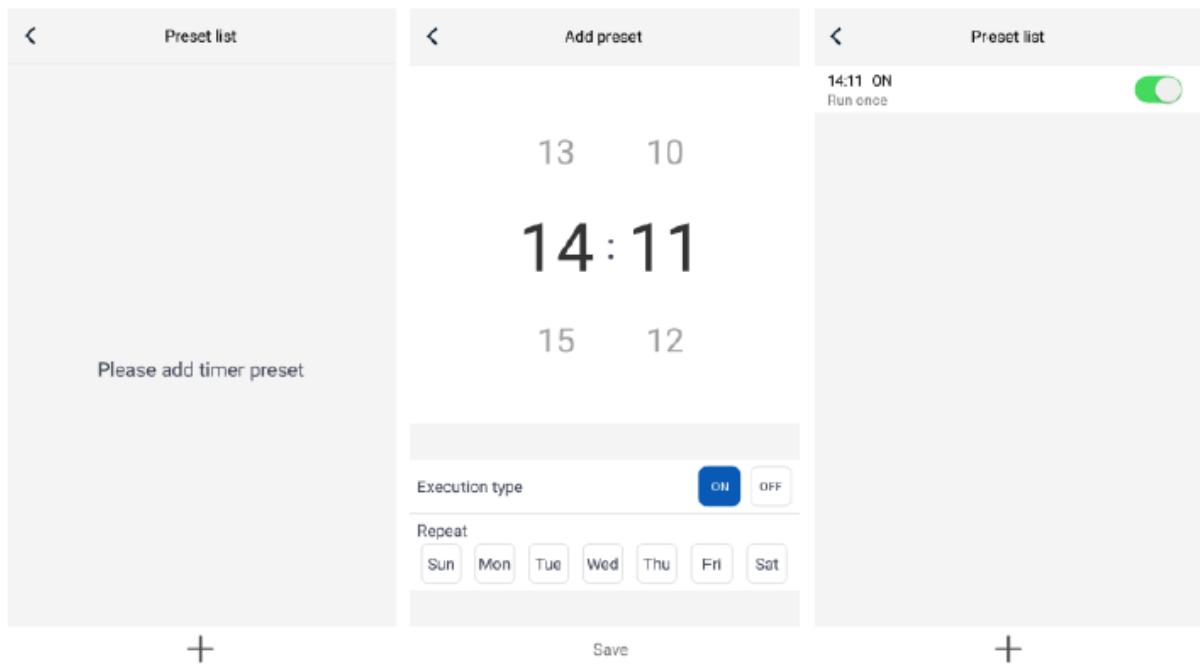 Preset list
Please add timer preset
Add preset
13 10
14 : 11
15 12
Execution type ON OFF
Repeat
Sun Mon Tue Wed Thu Fri Sat
Save
Preset list
14:11 ON
Run once